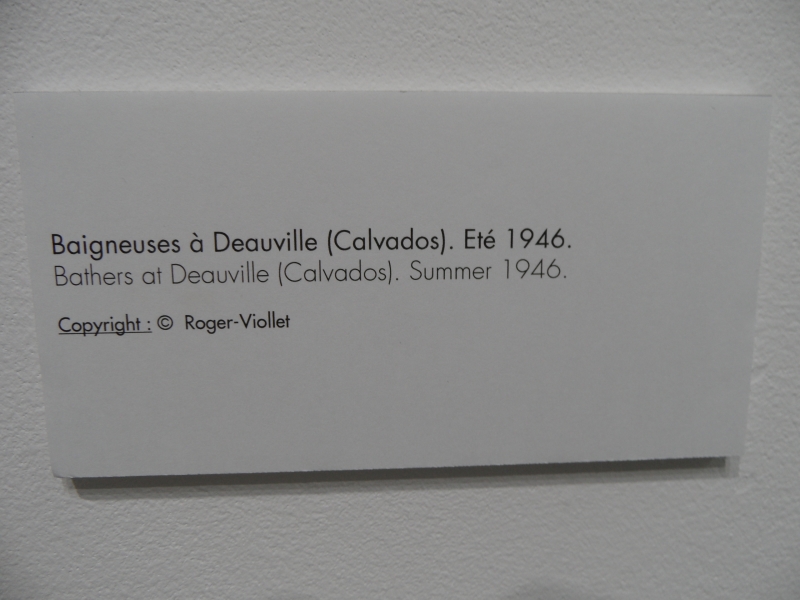 Baigneuses à Deauville (Calvados). Eté 1946.
Bathers at Deauville (Calvados). Summer 1946.
Copyright : © Roger-Viollet